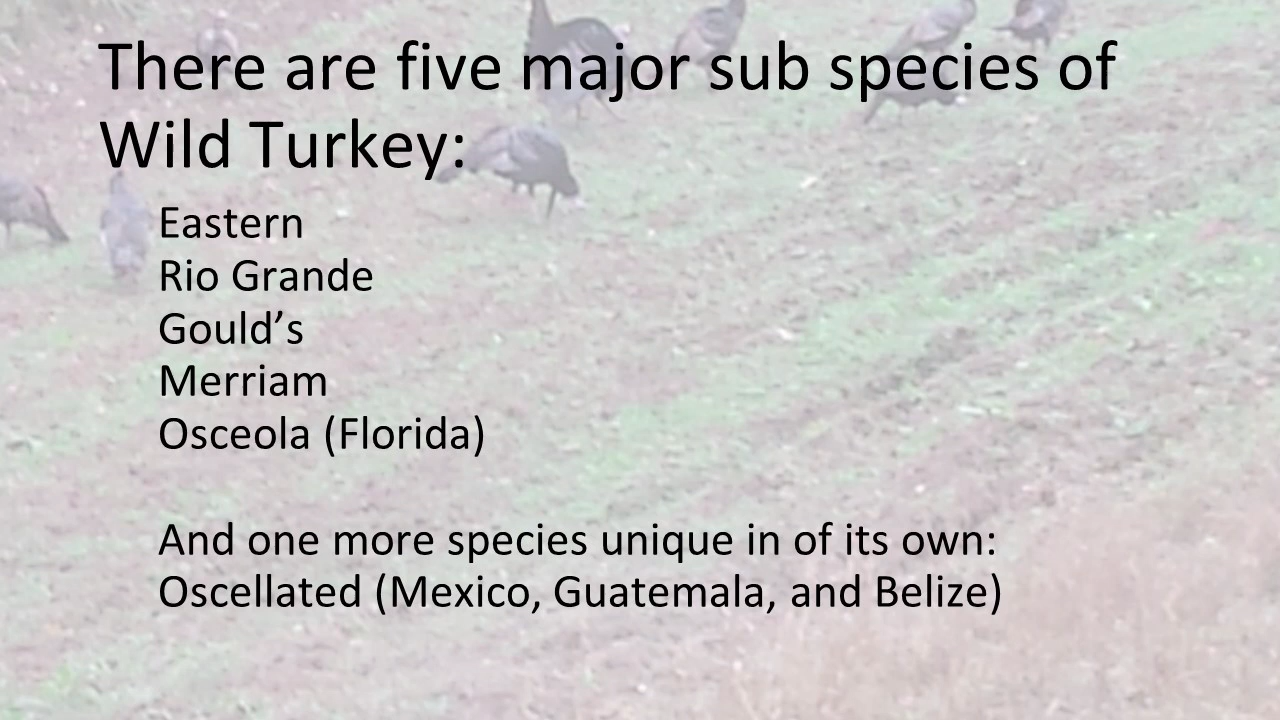 There are five major sub species of
Wild Turkey:
Eastern
Rio Grande
Gould’s
Merriam
Osceola (Florida)
And one more species unique in of its own:
Oscellated (Mexico, Guatemala, and Belize)